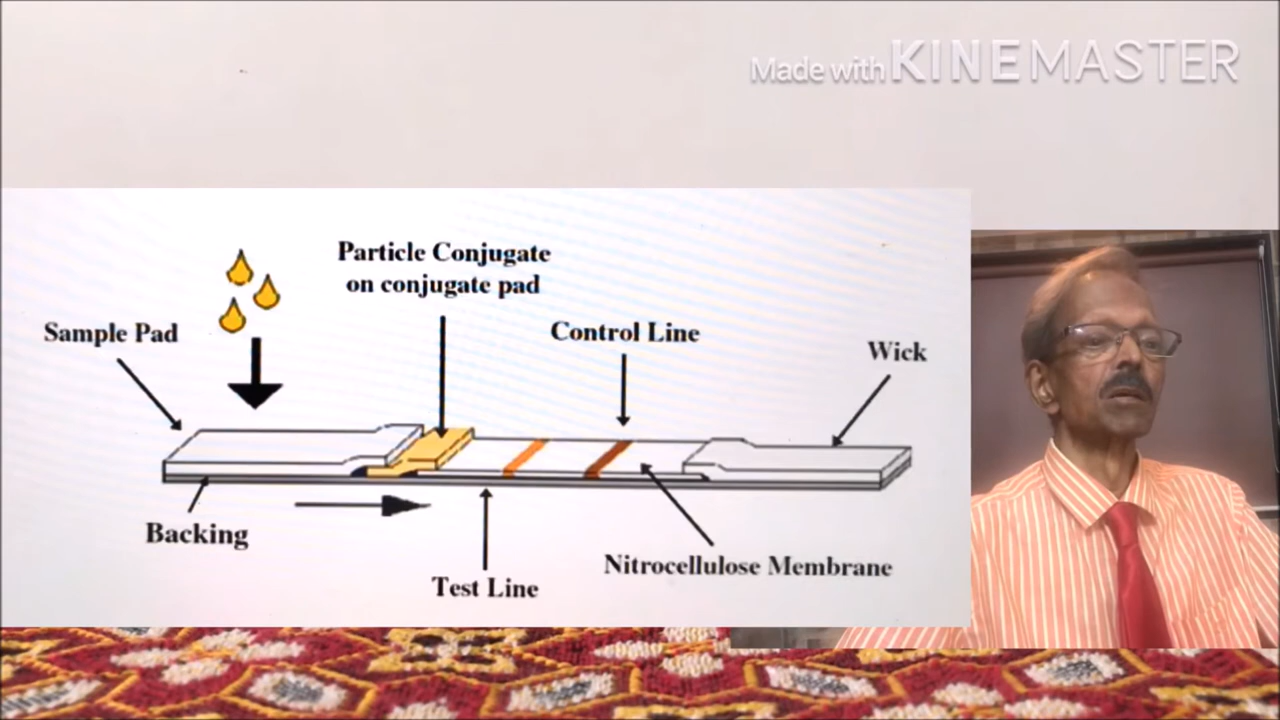 Made with KINEMASTER
Particle Conjugate
on conjugate pad
Sample Pad
Control Line
Wick
Backing
Nitrocellulose Membrane
Test Line